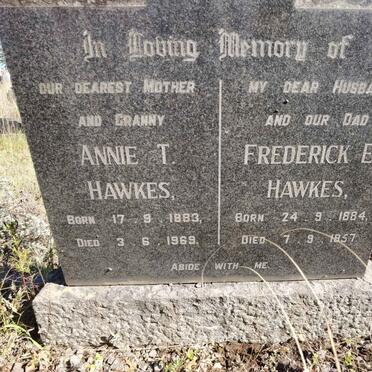 In Loving Memory of
OUR DEAREST MOTHER
AND GRANNY
ANNIE T.
HAWKES,
BORN 17 . 9 . 1883,
DIED 3 . 6 . 1969.
MY DEAR HUSBA
AND OUR DAD
FREDERICK E
HAWKES,
BORN 24 . 9 . 1884,
DIED 7 . 9 . 1957.
ABIDE WITH ME.